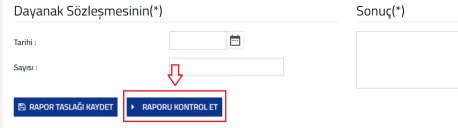 Dayanak Sözleşmesinin(*)
Sonuç(*)
Tarihi :
Sayısı :
RAPOR TASLAĞI KAYDET
RAPORU KONTROL ET